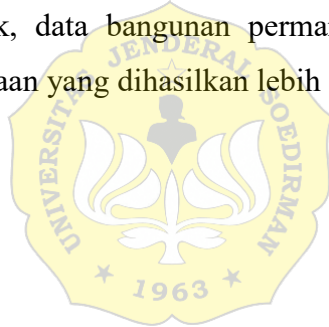 k, data bangunan perma
aan yang dihasilkan lebih
UNIVERSITAS JENDERAL SOEDIRMAN
1963